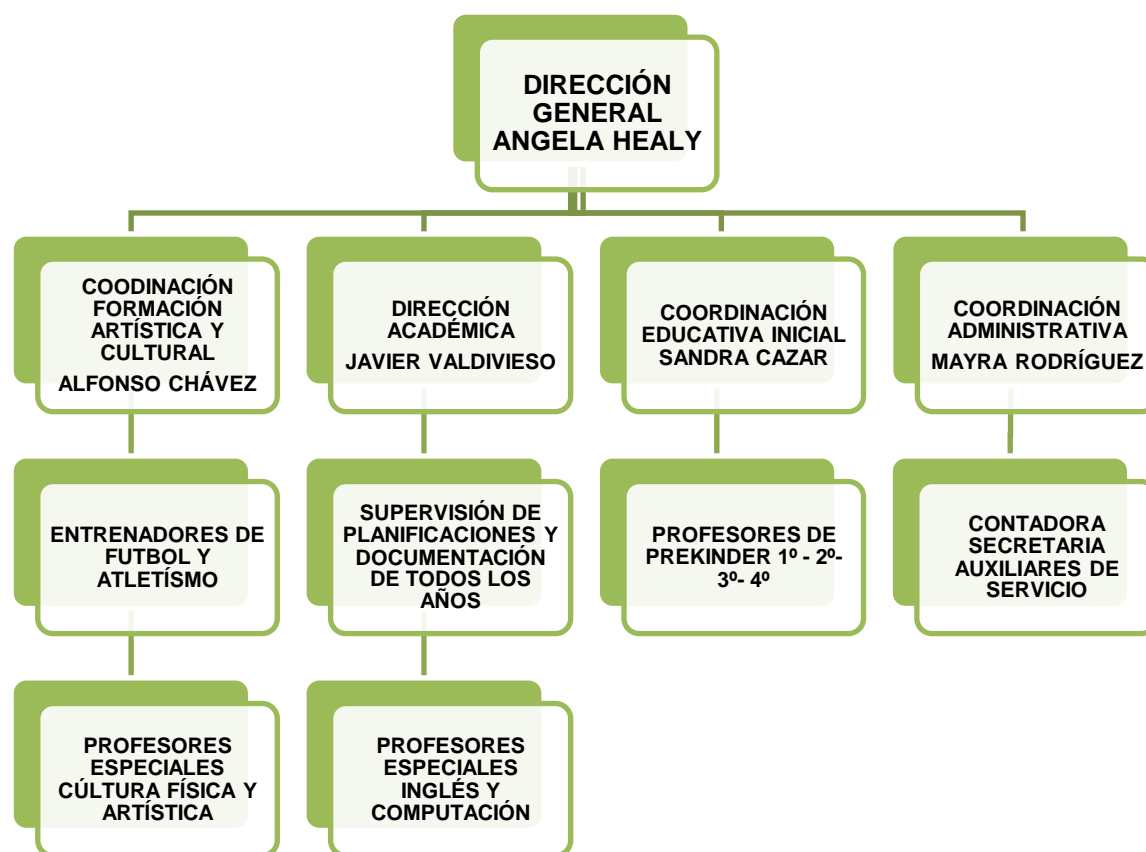 DIRECCIÓN
GENERAL
ANGELA HEALY
COODINACIÓN
FORMACIÓN
ARTÍSTICA Y
CULTURAL
ALFONSO CHÁVEZ
DIRECCIÓN
ACADÉMICA
JAVIER VALDIVIESO
COORDINACIÓN
EDUCATIVA INICIAL
SANDRA CAZAR
COORDINACIÓN
ADMINISTRATIVA
MAYRA RODRÍGUEZ
ENTRENADORES DE
FUTBOL Y
ATLETÍSMO
SUPERVISIÓN DE
PLANIFICACIONES Y
DOCUMENTACIÓN
DE TODOS LOS
AÑOS
PROFESORES DE
PREKINDER 1º - 2º-
3º- 4º
CONTADORA
SECRETARIA
AUXILIARES DE
SERVICIO
PROFESORES
ESPECIALES
CÚLTURA FÍSICA Y
ARTÍSTICA
PROFESORES
ESPECIALES
INGLÉS Y
COMPUTACIÓN